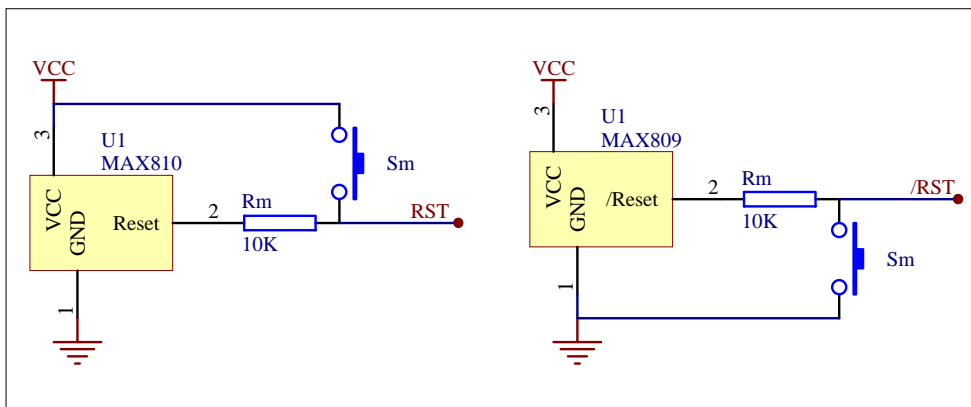 VCC
3
U1
MAX810
VCC
GND
Reset
2
Rm
10K
Sm
RST
1
VCC
3
U1
MAX809
VCC
GND
/Reset
2
Rm
10K
/RST
Sm
1